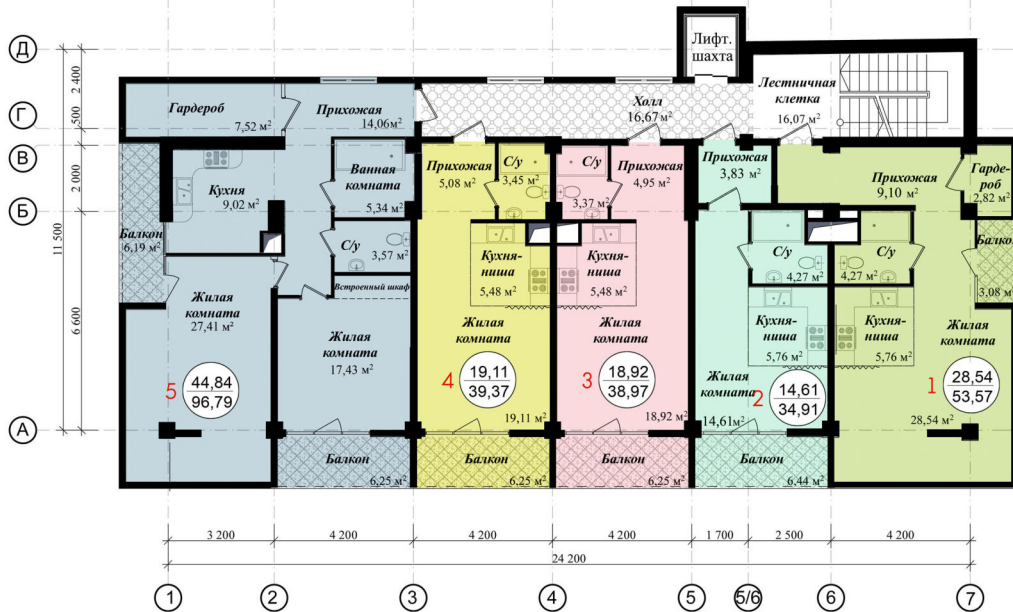 Лифт.
шахта
Д
Лестничная
клетка
16,07 м²
2 400
Гардероб
7,52 м²
Прихожая
14,06м²
Холл
16,67 м²
Г
В
Прихожая
5,08 м²
С/у
3,45 м²
С/у
3,37 м²
Прихожая
4,95 м²
Прихожая
3,83 м²
Прихожая
9,10 м²
Гарде-
роб
2,82 м²
2 000
Кухня
9,02 м²
Ванная
комната
5,34 м²
Б
11 500
Балкон
6,19 м²
С/у
3,57 м²
Кухня-
ниша
5,48 м²
Кухня-
ниша
5,48 м²
С/у
4,27 м²
С/у
4,27 м²
3,08 м²
Встроенный шкаф
6 600
Жилая
комната
27,41 м²
Жилая
комната
17,43 м²
Жилая
комната
Жилая
комната
Кухня-
ниша
5,76 м²
Кухня-
ниша
5,76 м²
Жилая
комната
5
44,84
96,79
4
19,11
39,37
3
18,92
38,97
Жилая
комната
2
14,61
34,91
1
28,54
53,57
19,11 м²
18,92 м²
14,61м²
28,54 м²
А
Балкон
6,25 м²
Балкон
6,25 м²
Балкон
6,25 м²
Балкон
6,44 м²
3 200
4 200
4 200
4 200
1 700
2 500
4 200
24 200
1
2
3
4
5
5/6
6
7